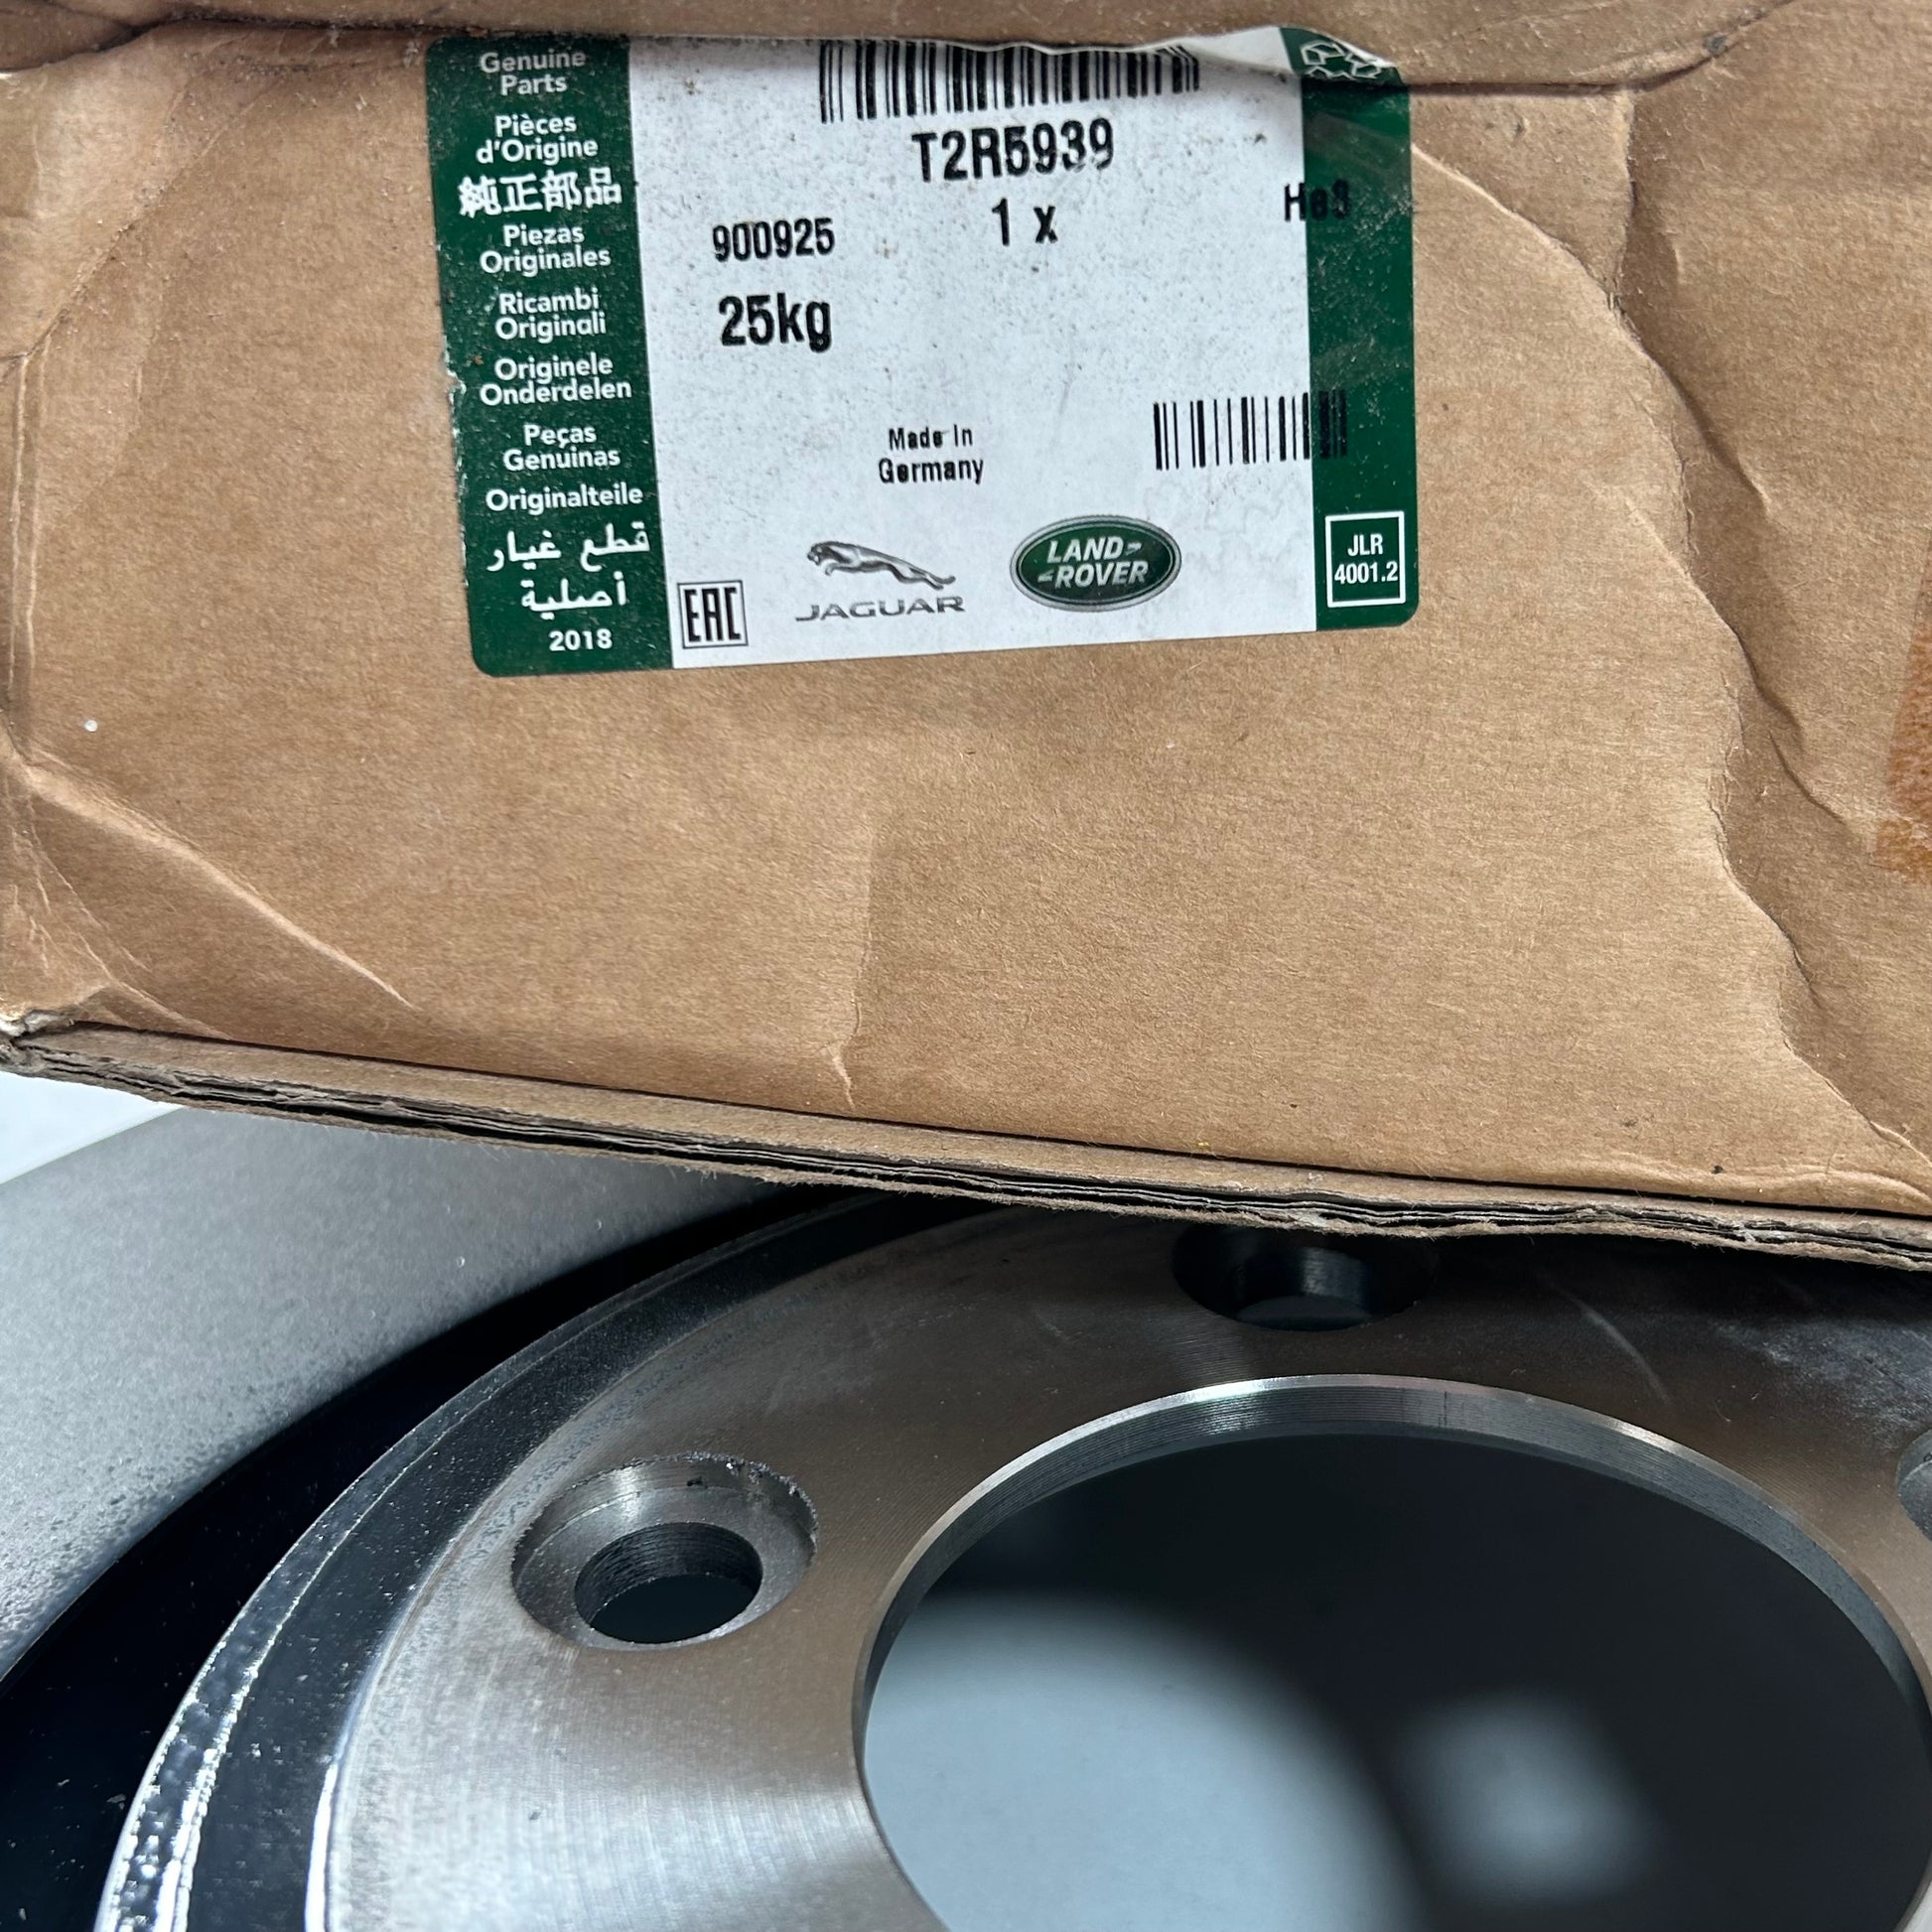 Genuine
Parts
Pièces
d'Origine
純正部品
Piezas
Originales
Ricambi
Originali
Originele
Onderdelen
Peças
Genuinas
Originalteile
قطع غيار
أصلية
2018
T2R5939
1 x
He3
900925
25kg
Made In
Germany
EAC
JAGUAR
LAND-
-ROVER
JLR
4001.2